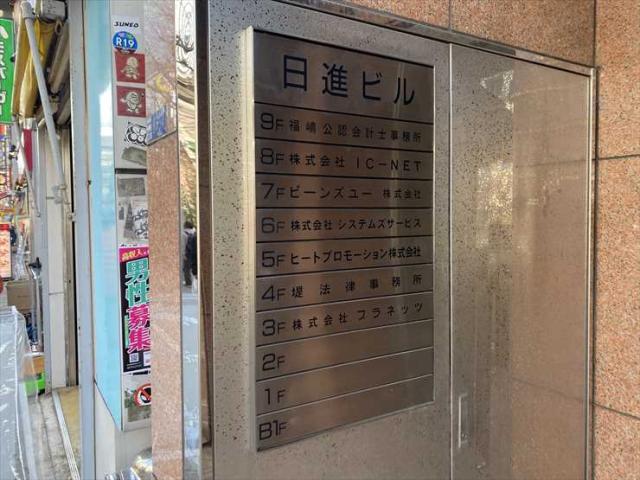 日進ビル
9F 福嶋公認会計士事務所
8F 株式会社 IC-NET
7F ビーンズユー 株式会社
6F 株式会社 システムズサービス
5F ヒートプロモーション株式会社
4F 堤法律事務所
3F 株式会社 プラネッツ
2F
1F
B1F
SUNEO
R19
高収入
男性募集